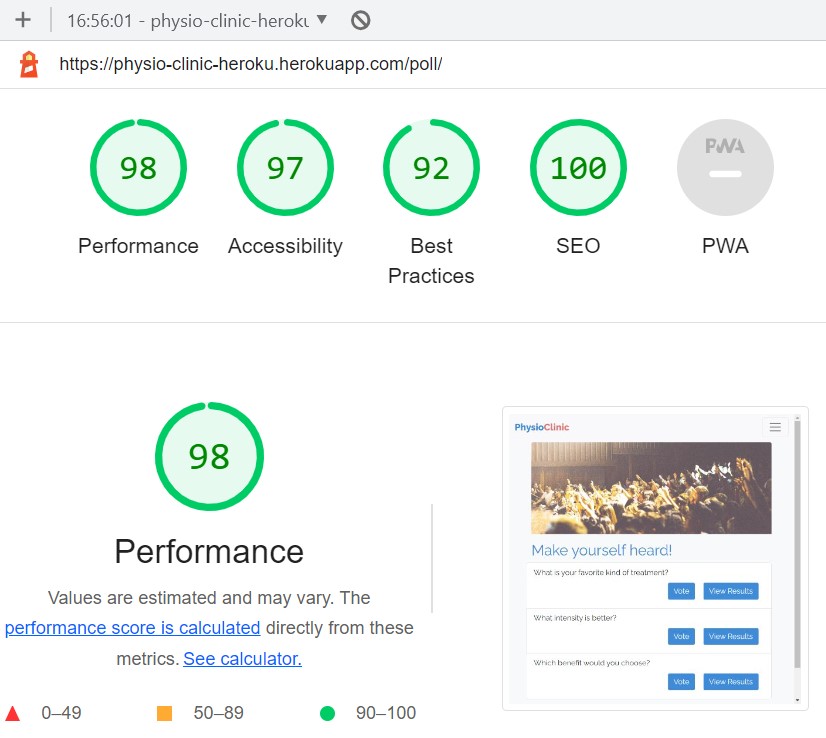 16:56:01 - physio-clinic-heroku
https://physio-clinic-heroku.herokuapp.com/poll/
98 97 92 100 PWA
Performance Accessibility Best Practices SEO PWA
98
Performance
Values are estimated and may vary. The
performance score is calculated directly from these
metrics. See calculator.
0–49 50–89 90–100
PhysioClinic
Make yourself heard!
What is your favorite kind of treatment?
Vote View Results
What intensity is better?
Vote View Results
Which benefit would you choose?
Vote View Results